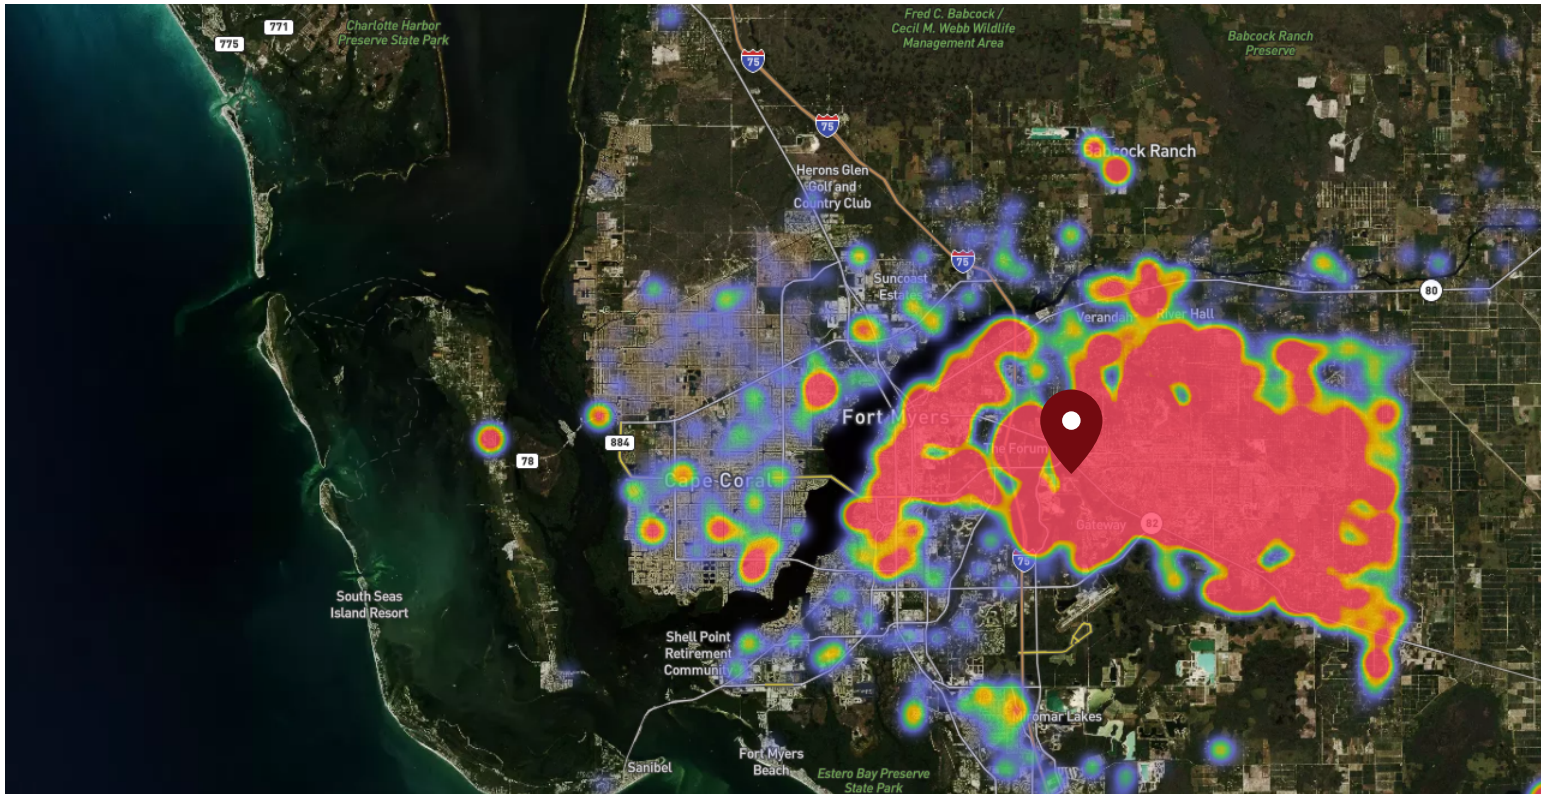 771
775
Charlotte Harbor
Preserve State Park
Fred C. Babcock /
Cecil M. Webb Wildlife
Management Area
Babcock Ranch
Preserve
75
75
Babcock Ranch
Herons Glen
Golf and
Country Club
75
Suncoast
Estates
80
Verandah
River Hall
Fort Myers
884
The Forum
78
Cape Coral
Gateway
82
75
South Seas
Island Resort
Shell Point
Retirement
Community
Miromar Lakes
Fort Myers
Beach
Sanibel
Estero Bay Preserve
State Park